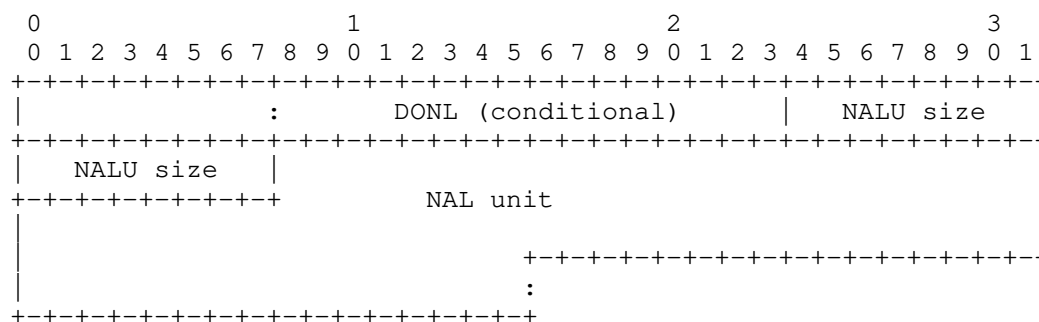 0                   1                   2                   3
0 1 2 3 4 5 6 7 8 9 0 1 2 3 4 5 6 7 8 9 0 1 2 3 4 5 6 7 8 9 0 1
+-+-+-+-+-+-+-+-+-+-+-+-+-+-+-+-+-+-+-+-+-+-+-+-+-+-+-+-+-+-+-+-
|               :       DONL (conditional)      |   NALU size
+-+-+-+-+-+-+-+-+-+-+-+-+-+-+-+-+-+-+-+-+-+-+-+-+-+-+-+-+-+-+-+-
|   NALU size   |
+-+-+-+-+-+-+-+-+         NAL unit
|
|                               +-+-+-+-+-+-+-+-+-+-+-+-+-+-+-+-
|                               :
+-+-+-+-+-+-+-+-+-+-+-+-+-+-+-+-+